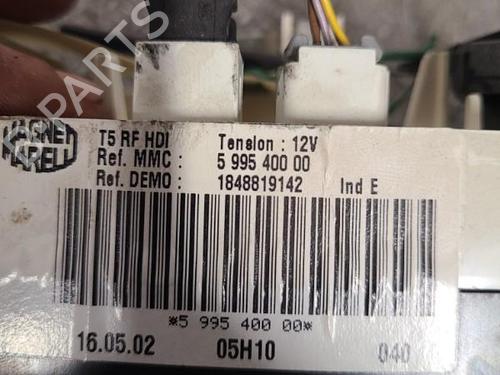 MAGNETI
MARELLI
T5 RF HDI Tension : 12V
Ref. MMC : 5 995 400 00
Ref. DEMO : 1848819142 Ind E
*5 995 400 00*
16.05.02 05H10 040
B-PARTS